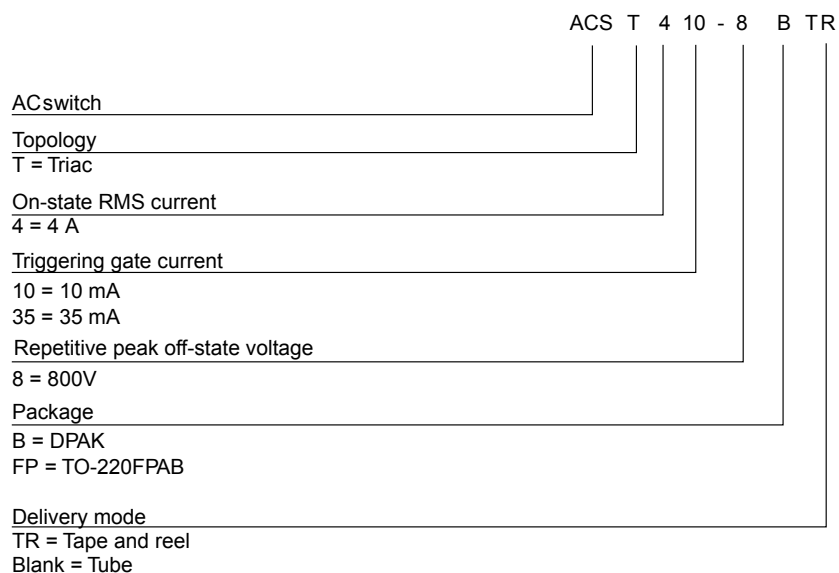 ACS T 4 10 - 8 B TR
ACswitch
Topology
T = Triac
On-state RMS current
4 = 4 A
Triggering gate current
10 = 10 mA
35 = 35 mA
Repetitive peak off-state voltage
8 = 800V
Package
B = DPAK
FP = TO-220FPAB
Delivery mode
TR = Tape and reel
Blank = Tube